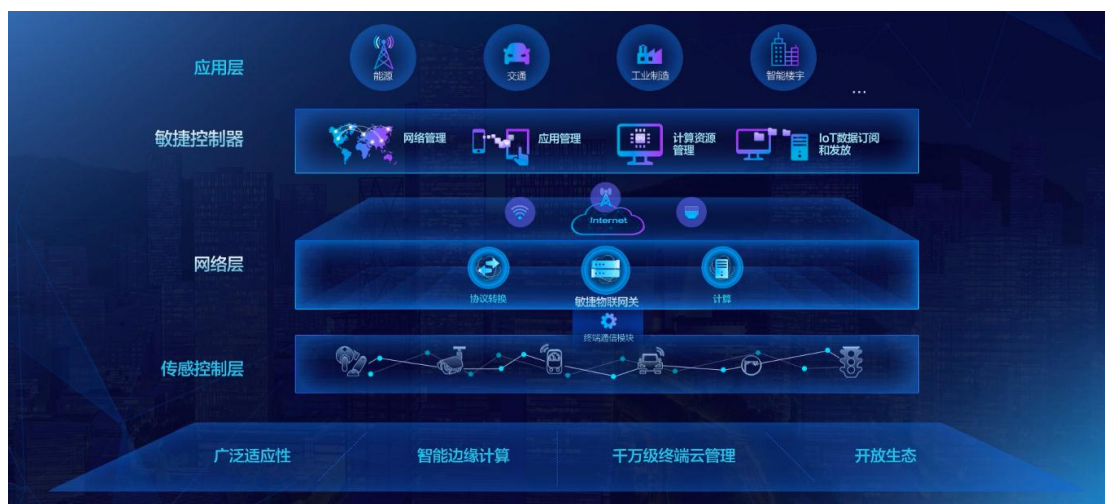 应用层
能源
交通
工业制造
智能楼宇
...
敏捷控制器
网络管理
应用管理
计算资源
管理
IoT数据订阅
和发放
Internet
网络层
协议转换
敏捷物联网关
计算
终端通信模块
传感控制层
广泛适应性
智能边缘计算
千万级终端云管理
开放生态